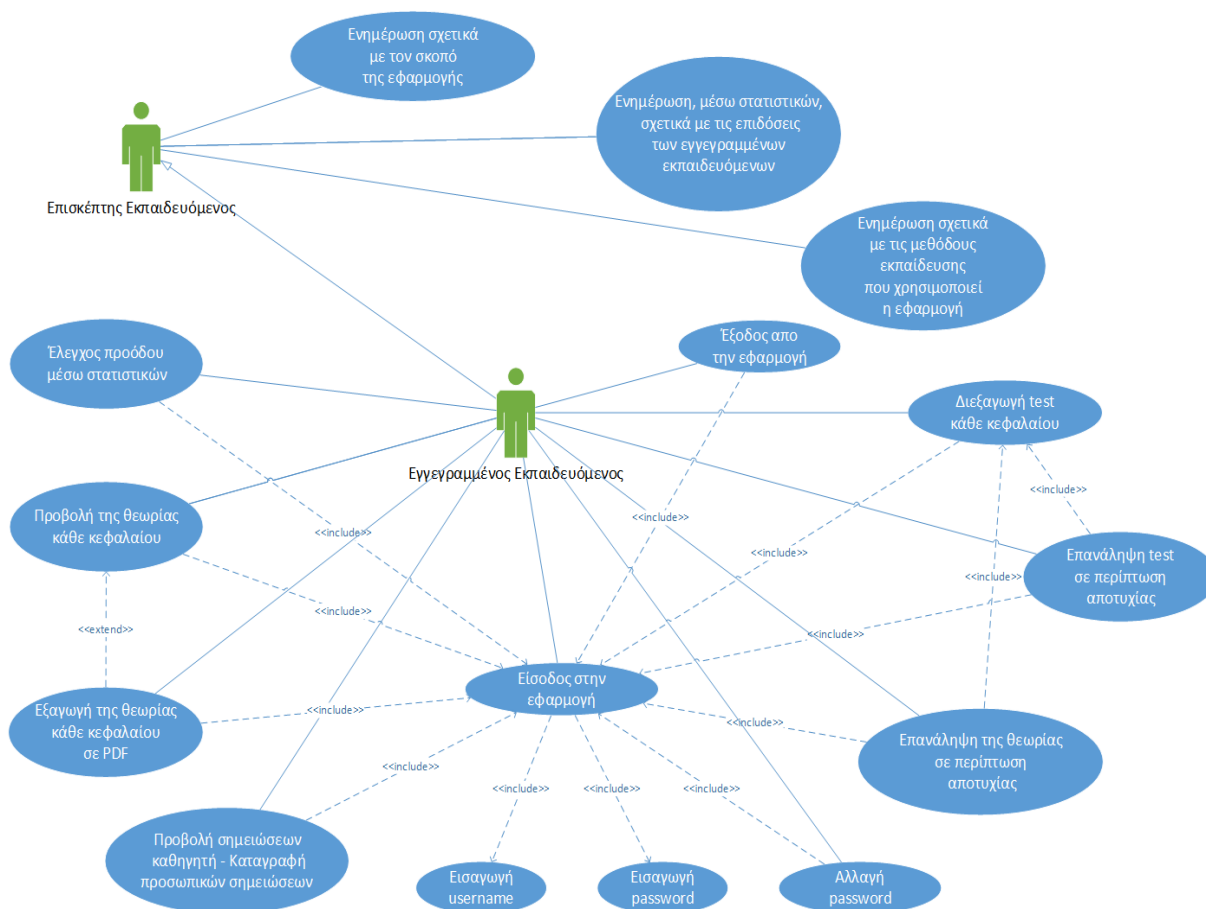 Ενημέρωση σχετικά
με τον σκοπό
της εφαρμογής
Ενημέρωση, μέσω στατιστικών,
σχετικά με τις επιδόσεις
των εγγεγραμμένων
εκπαιδευόμενων
Επισκέπτης Εκπαιδευόμενος
Ενημέρωση σχετικά
με τις μεθόδους
εκπαίδευσης
που χρησιμοποιεί
η εφαρμογή
Έλεγχος προόδου
μέσω στατιστικών
Έξοδος απο
την εφαρμογή
Διεξαγωγή test
κάθε κεφαλαίου
Εγγεγραμμένος Εκπαιδευόμενος
<<include>>
<<include>>
<<include>>
<<include>>
<<include>>
Προβολή της θεωρίας
κάθε κεφαλαίου
Επανάληψη test
σε περίπτωση
αποτυχίας
<<include>>
<<extend>>
<<include>>
Είσοδος στην
εφαρμογή
Εξαγωγή της θεωρίας
κάθε κεφαλαίου
σε PDF
<<include>>
<<include>>
Επανάληψη της θεωρίας
σε περίπτωση
αποτυχίας
<<include>>
<<include>>
<<include>>
<<include>>
Προβολή σημειώσεων
καθηγητή - Καταγραφή
προσωπικών σημειώσεων
Εισαγωγή
username
Εισαγωγή
password
Αλλαγή
password